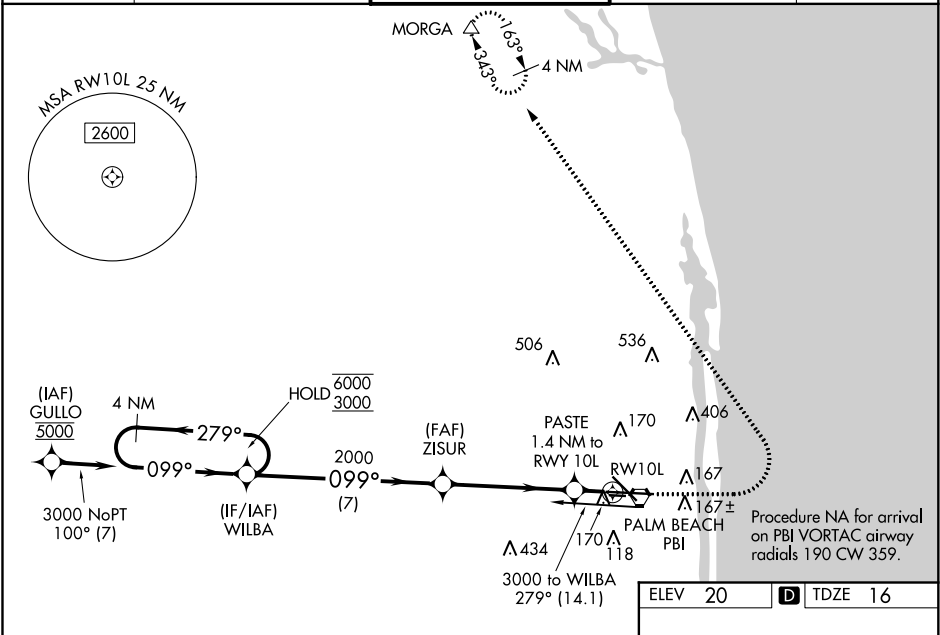 MORGA
163°
343°
4 NM
MSA RW10L 25 NM
2600
506
536
HOLD 6000
3000
(IAF)
GULLO
5000
4 NM
279°
099°
3000 NoPT
100° (7)
(IF/IAF)
WILBA
2000
099°
(7)
(FAF)
ZISUR
PASTE
1.4 NM to
RWY 10L
170
406
RW10L
167
167±
PALM BEACH
PBI
170
118
434
3000 to WILBA
279° (14.1)
Procedure NA for arrival
on PBI VORTAC airway
radials 190 CW 359.
ELEV 20 D TDZE 16